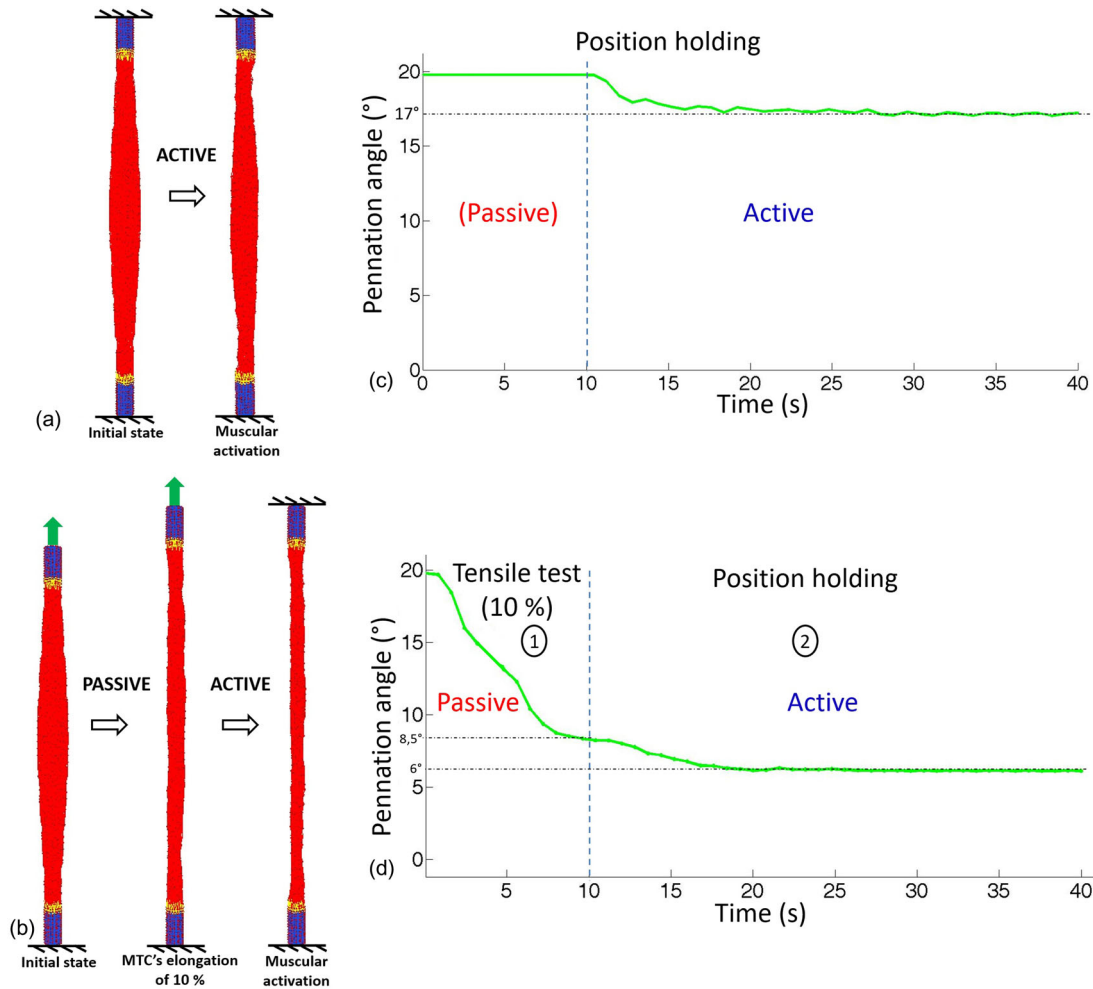 ACTIVE
(a)
Initial state
Muscular
activation
Position holding
Pennation angle (°)
20
17°
15
10
5
0
(Passive)
Active
0 5 10 15 20 25 30 35 40
(c)
Time (s)
PASSIVE
ACTIVE
(b)
Initial state
MTC's elongation
of 10 %
Muscular
activation
Pennation angle (°)
20
15
10
8,5°
6°
5
0
Tensile test
(10 %)
1
Passive
Position holding
2
Active
(d)
5 10 15 20 25 30 35 40
Time (s)